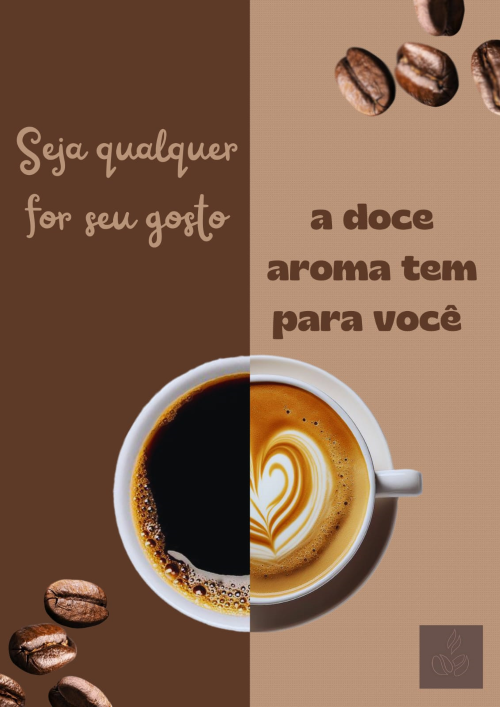 Seja qualquer
for seu gosto
a doce
aroma tem
para você